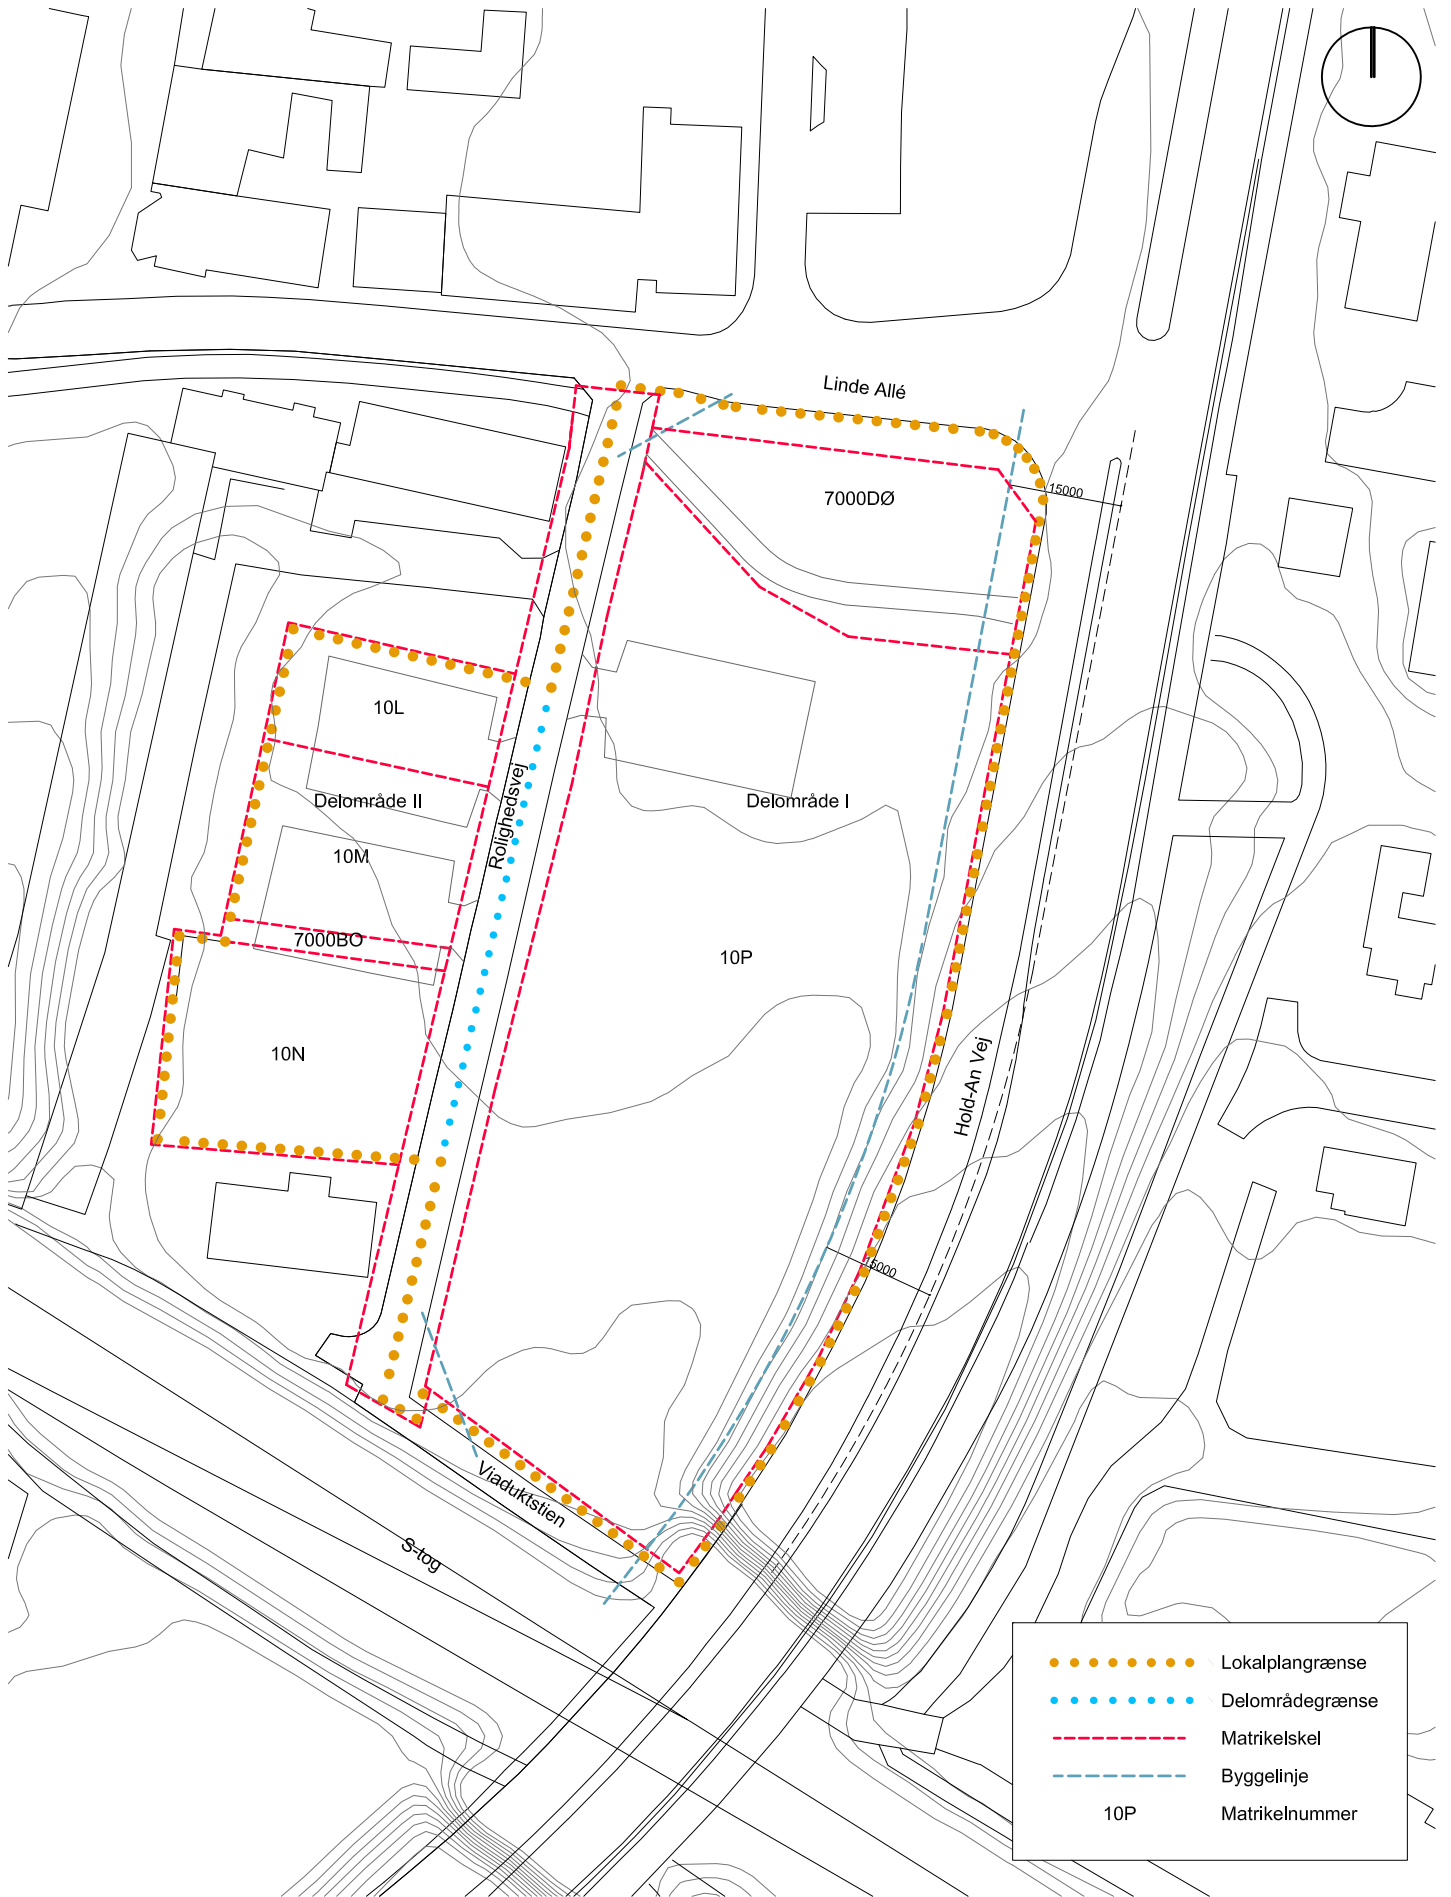 Linde Allé
15000
7000DØ
10L
Rolighedsvej
Delområde II
Delområde I
10M
7000BO
10P
10N
Hold-An Vej
15000
Viaduktstien
S-tog
Lokalplangrænse
Delområdegrænse
Matrikelskel
Byggelinje
10P Matrikelnummer